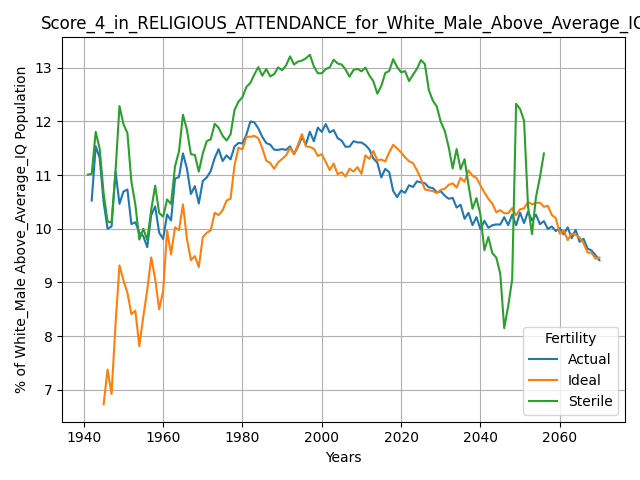 Score_4_in_RELIGIOUS_ATTENDANCE_for_White_Male_Above_Average_IQ
% of White_Male Above_Average_IQ Population
13
12
11
10
9
8
7
1940 1960 1980 2000 2020 2040 2060
Years
Fertility
Actual
Ideal
Sterile